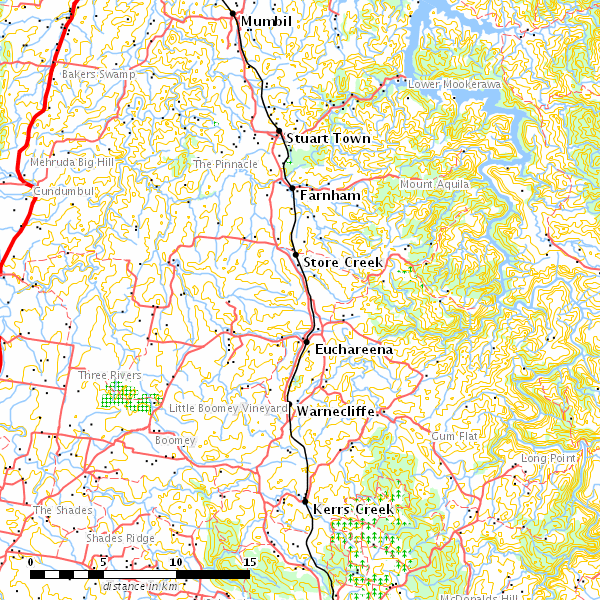 Mumbil
Bakers Swamp
Lower Mookerawa
Stuart Town
Mehruda Big Hill
The Pinnacle
Cundumbul
Mount Aquila
Farnham
Store Creek
Euchareena
Three Rivers
Little Boomey Vineyard
Warnecliffe
Boomey
Gum Flat
Long Point
The Shades
Kerrs Creek
Shades Ridge
0 5 10 15
distance in km
McDonalds Hill